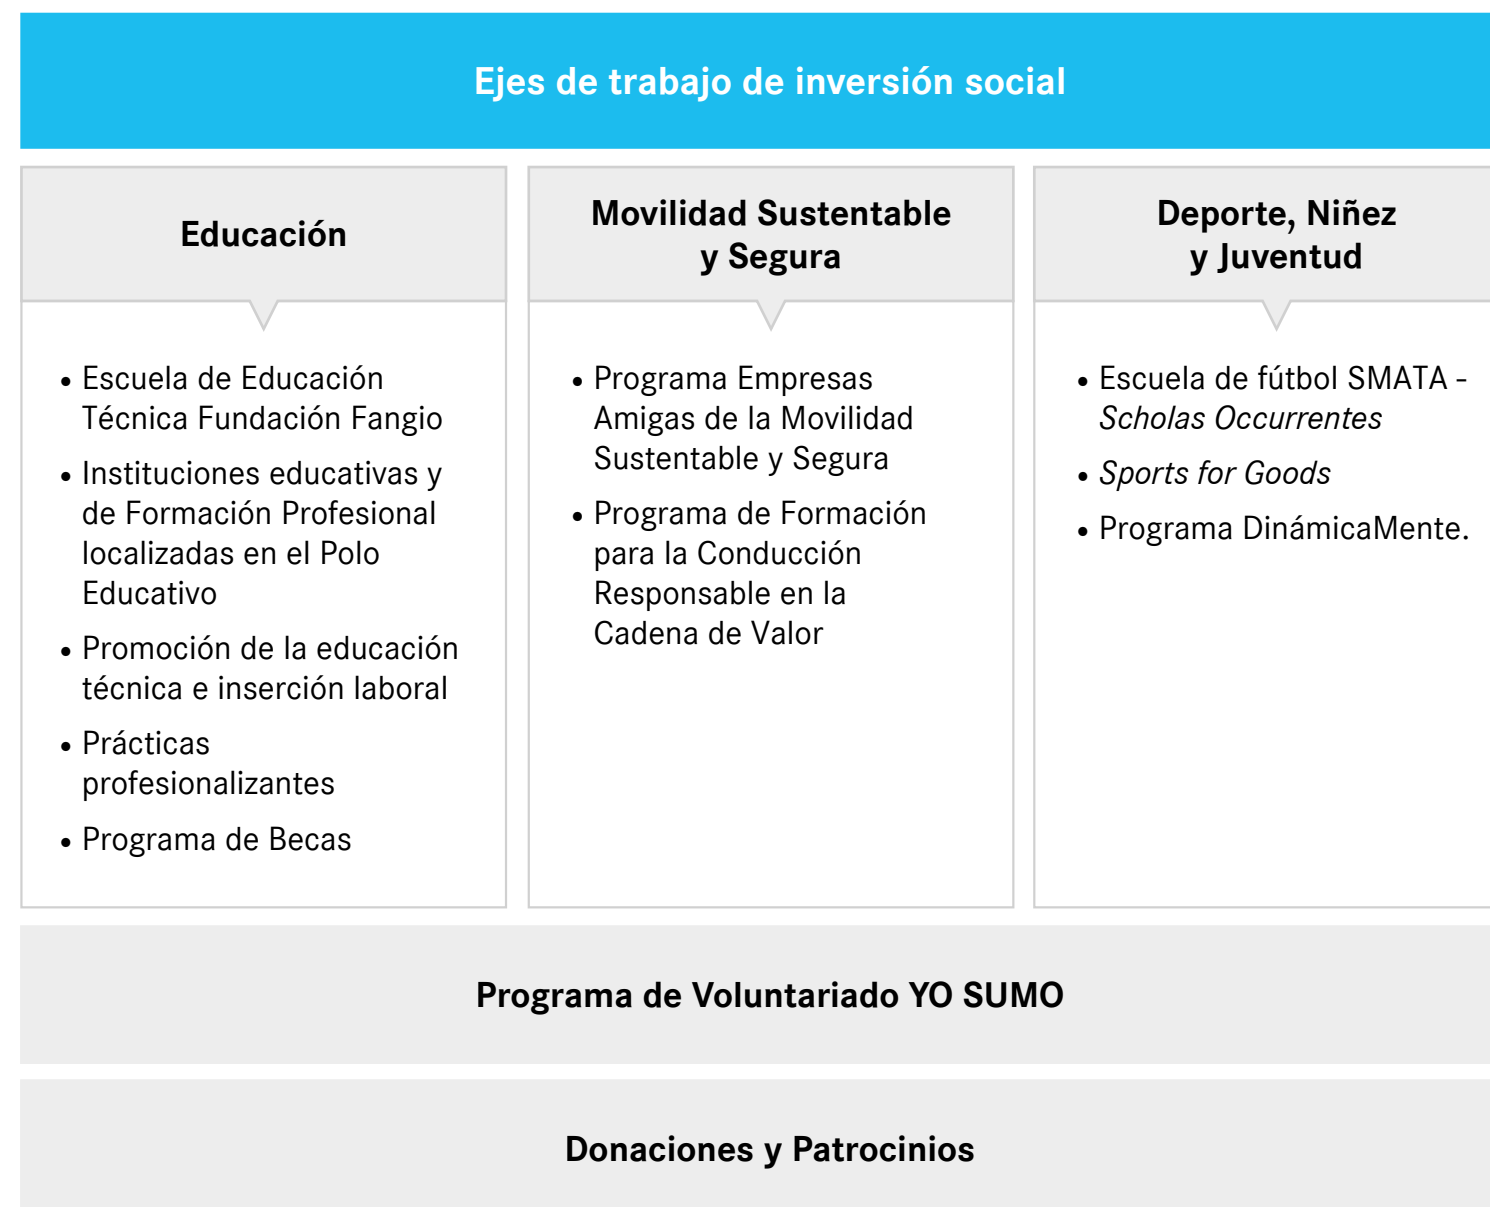 Ejes de trabajo de inversión social
Educación
• Escuela de Educación
Técnica Fundación Fangio
• Instituciones educativas y
de Formación Profesional
localizadas en el Polo
Educativo
• Promoción de la educación
técnica e inserción laboral
• Prácticas
profesionalizantes
• Programa de Becas
Movilidad Sustentable
y Segura
• Programa Empresas
Amigas de la Movilidad
Sustentable y Segura
• Programa de Formación
para la Conducción
Responsable en la
Cadena de Valor
Deporte, Niñez
y Juventud
• Escuela de fútbol SMATA -
Scholas Occurrentes
• Sports for Goods
• Programa DinámicaMente.
Programa de Voluntariado YO SUMO
Donaciones y Patrocinios